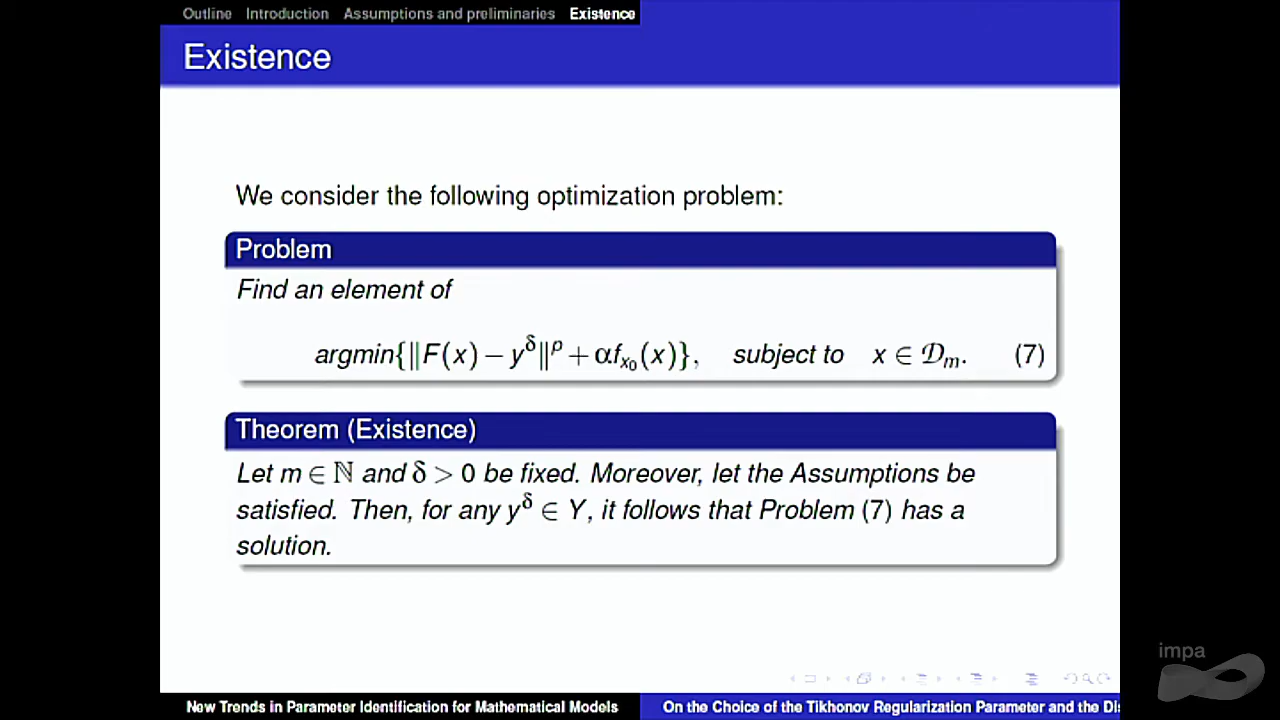 Outline Introduction Assumptions and preliminaries Existence
Existence
We consider the following optimization problem:
Problem
Find an element of
argmin{‖F(x) − y^δ‖^p + αf_{x_0}(x)}, subject to x ∈ 𝒟_m. (7)
Theorem (Existence)
Let m ∈ ℕ and δ > 0 be fixed. Moreover, let the Assumptions be
satisfied. Then, for any y^δ ∈ Y, it follows that Problem (7) has a
solution.
impa
New Trends in Parameter Identification for Mathematical Models On the Choice of the Tikhonov Regularization Parameter and the Dis